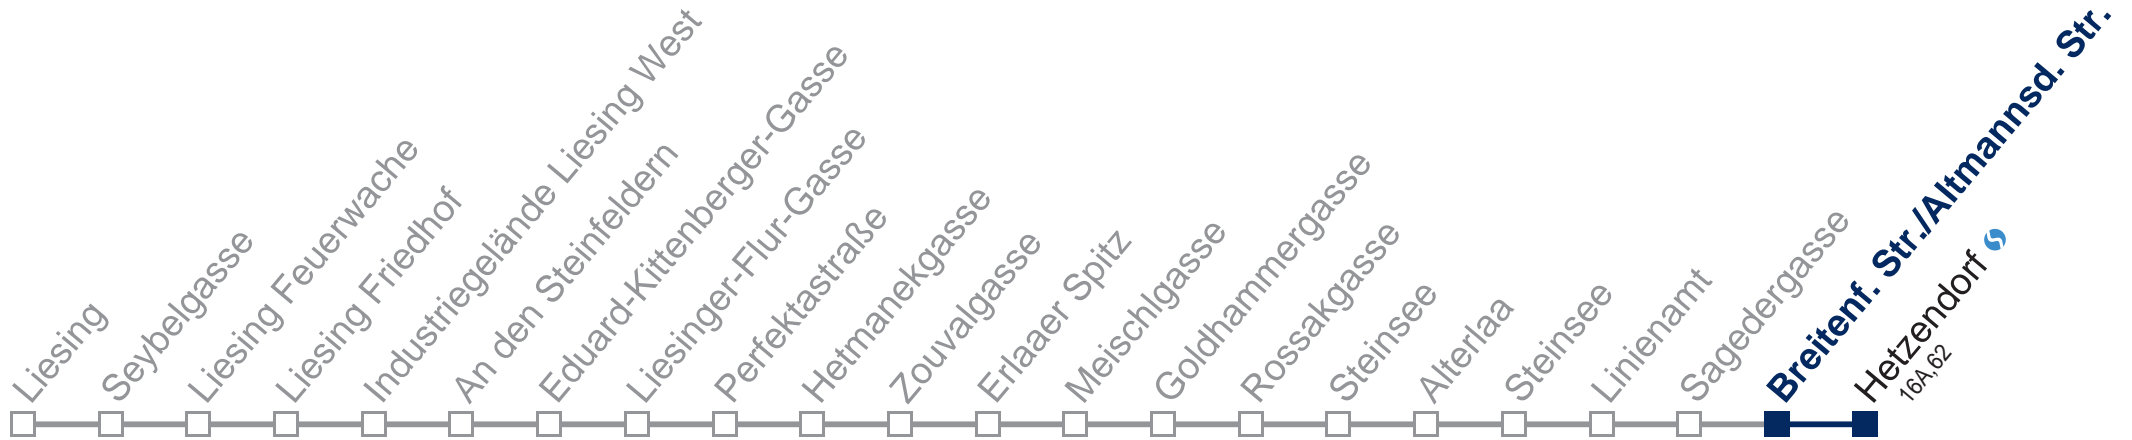 Liesing
Seybelgasse
Liesing Feuerwache
Liesing Friedhof
Industriegelände Liesing West
An den Steinfeldern
Eduard-Kittenberger-Gasse
Liesinger-Flur-Gasse
Perfektastraße
Hetmanekgasse
Zouvalgasse
Erlaaer Spitz
Meischlgasse
Goldhammergasse
Rossakgasse
Steinsee
Alterlaa
Steinsee
Linienamt
Sagedergasse
Breitenf. Str./Altmannsd. Str.
Hetzendorf
16A,62